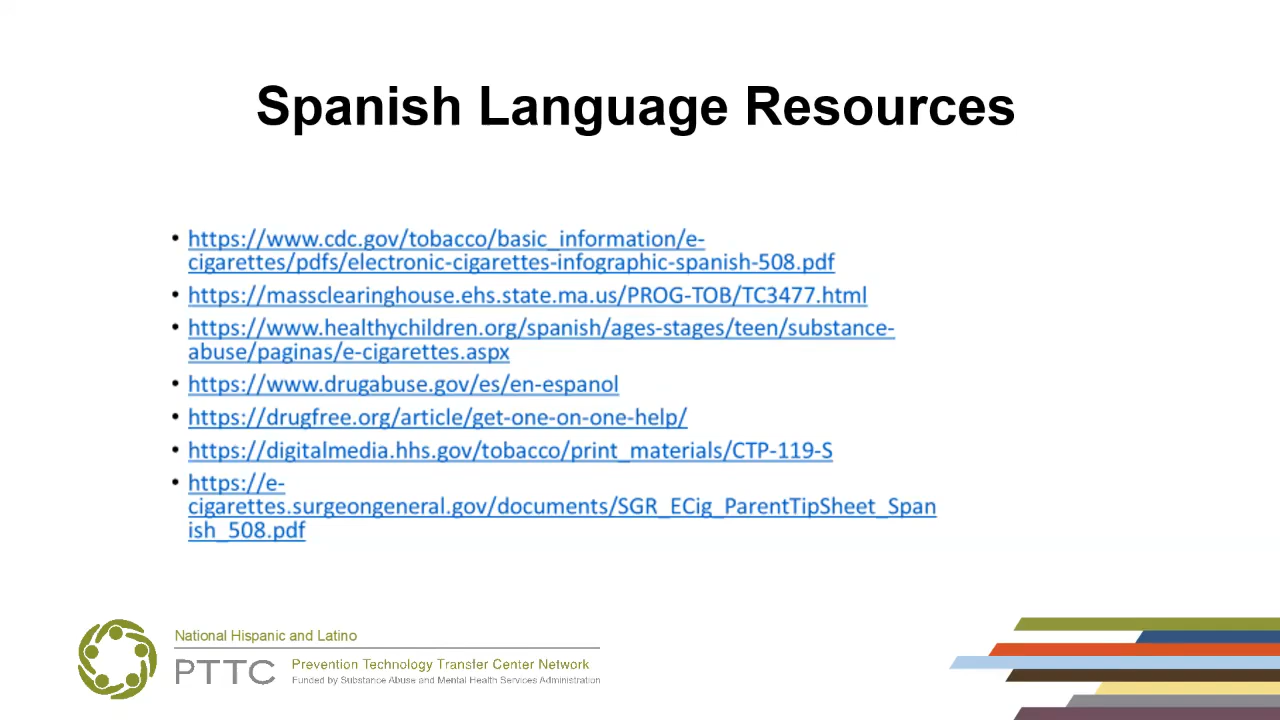 Spanish Language Resources
• https://www.cdc.gov/tobacco/basic_information/e-
cigarettes/pdfs/electronic-cigarettes-infographic-spanish-508.pdf
• https://massclearinghouse.ehs.state.ma.us/PROG-TOB/TC3477.html
• https://www.healthychildren.org/spanish/ages-stages/teen/substance-
abuse/paginas/e-cigarettes.aspx
• https://www.drugabuse.gov/es/en-espanol
• https://drugfree.org/article/get-one-on-one-help/
• https://digitalmedia.hhs.gov/tobacco/print_materials/CTP-119-S
• https://e-
cigarettes.surgeongeneral.gov/documents/SGR_ECig_ParentTipSheet_Span
ish_508.pdf
National Hispanic and Latino
PTTC Prevention Technology Transfer Center Network
Funded by Substance Abuse and Mental Health Services Administration